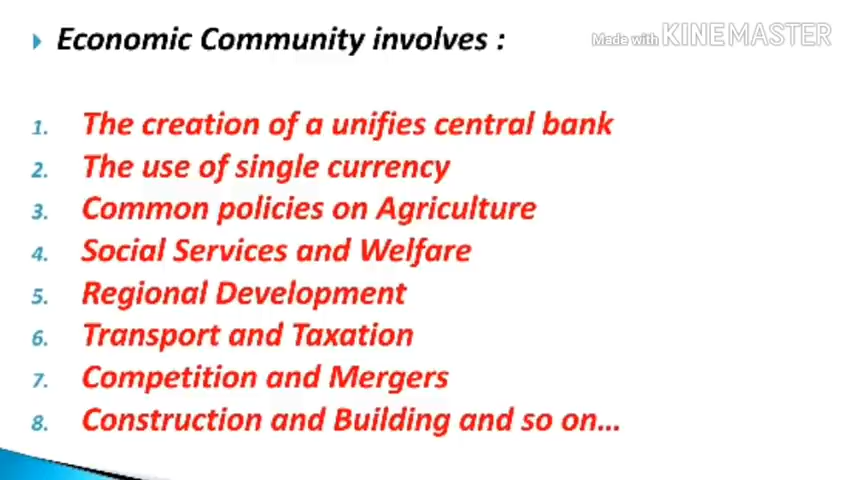 Economic Community involves :
Made with KINEMASTER
1. The creation of a unifies central bank
2. The use of single currency
3. Common policies on Agriculture
4. Social Services and Welfare
5. Regional Development
6. Transport and Taxation
7. Competition and Mergers
8. Construction and Building and so on...